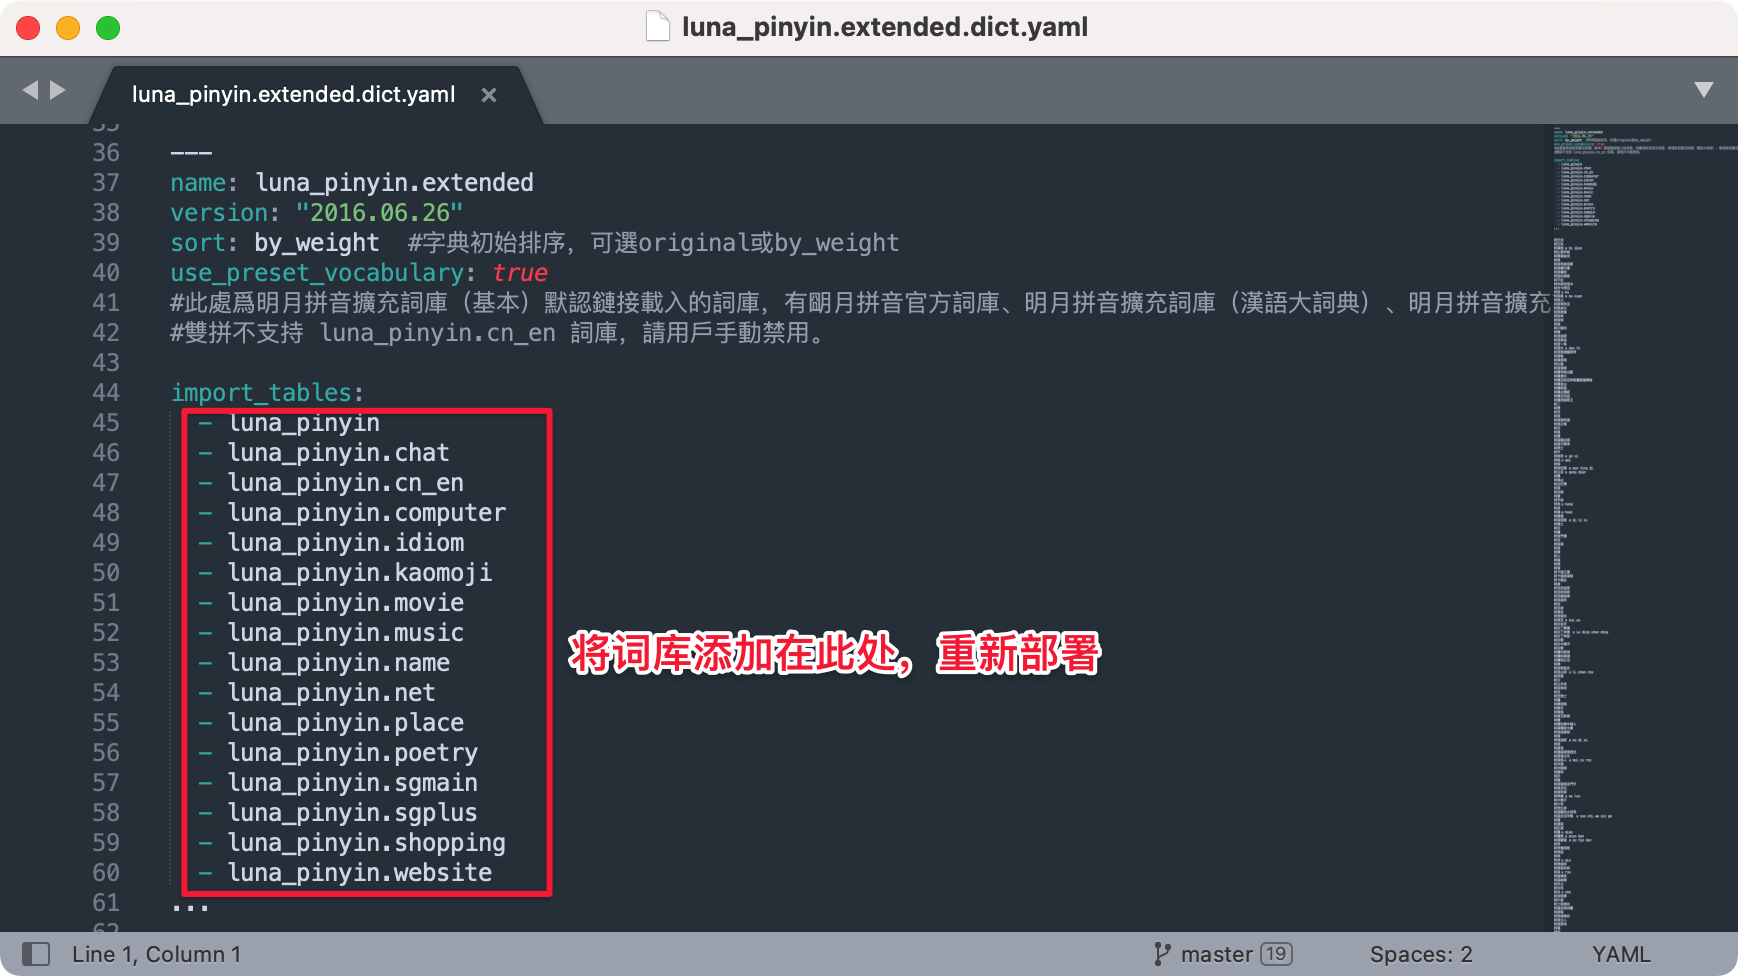 luna_pinyin.extended.dict.yaml
luna_pinyin.extended.dict.yaml ×
35
36 ---
37 name: luna_pinyin.extended
38 version: "2016.06.26"
39 sort: by_weight #字典初始排序，可選original或by_weight
40 use_preset_vocabulary: true
41 #此處爲明月拼音擴充詞庫（基本）默認鏈接載入的詞庫，有朙月拼音官方詞庫、明月拼音擴充詞庫（漢語大詞典）、明月拼音擴充
42 #雙拼不支持 luna_pinyin.cn_en 詞庫，請用戶手動禁用。
43
44 import_tables:
45 - luna_pinyin
46 - luna_pinyin.chat
47 - luna_pinyin.cn_en
48 - luna_pinyin.computer
49 - luna_pinyin.idiom
50 - luna_pinyin.kaomoji
51 - luna_pinyin.movie
52 - luna_pinyin.music
将词库添加在此处，重新部署
53 - luna_pinyin.name
54 - luna_pinyin.net
55 - luna_pinyin.place
56 - luna_pinyin.poetry
57 - luna_pinyin.sgmain
58 - luna_pinyin.sgplus
59 - luna_pinyin.shopping
60 - luna_pinyin.website
61 ...
62
Line 1, Column 1 master 19 Spaces: 2 YAML